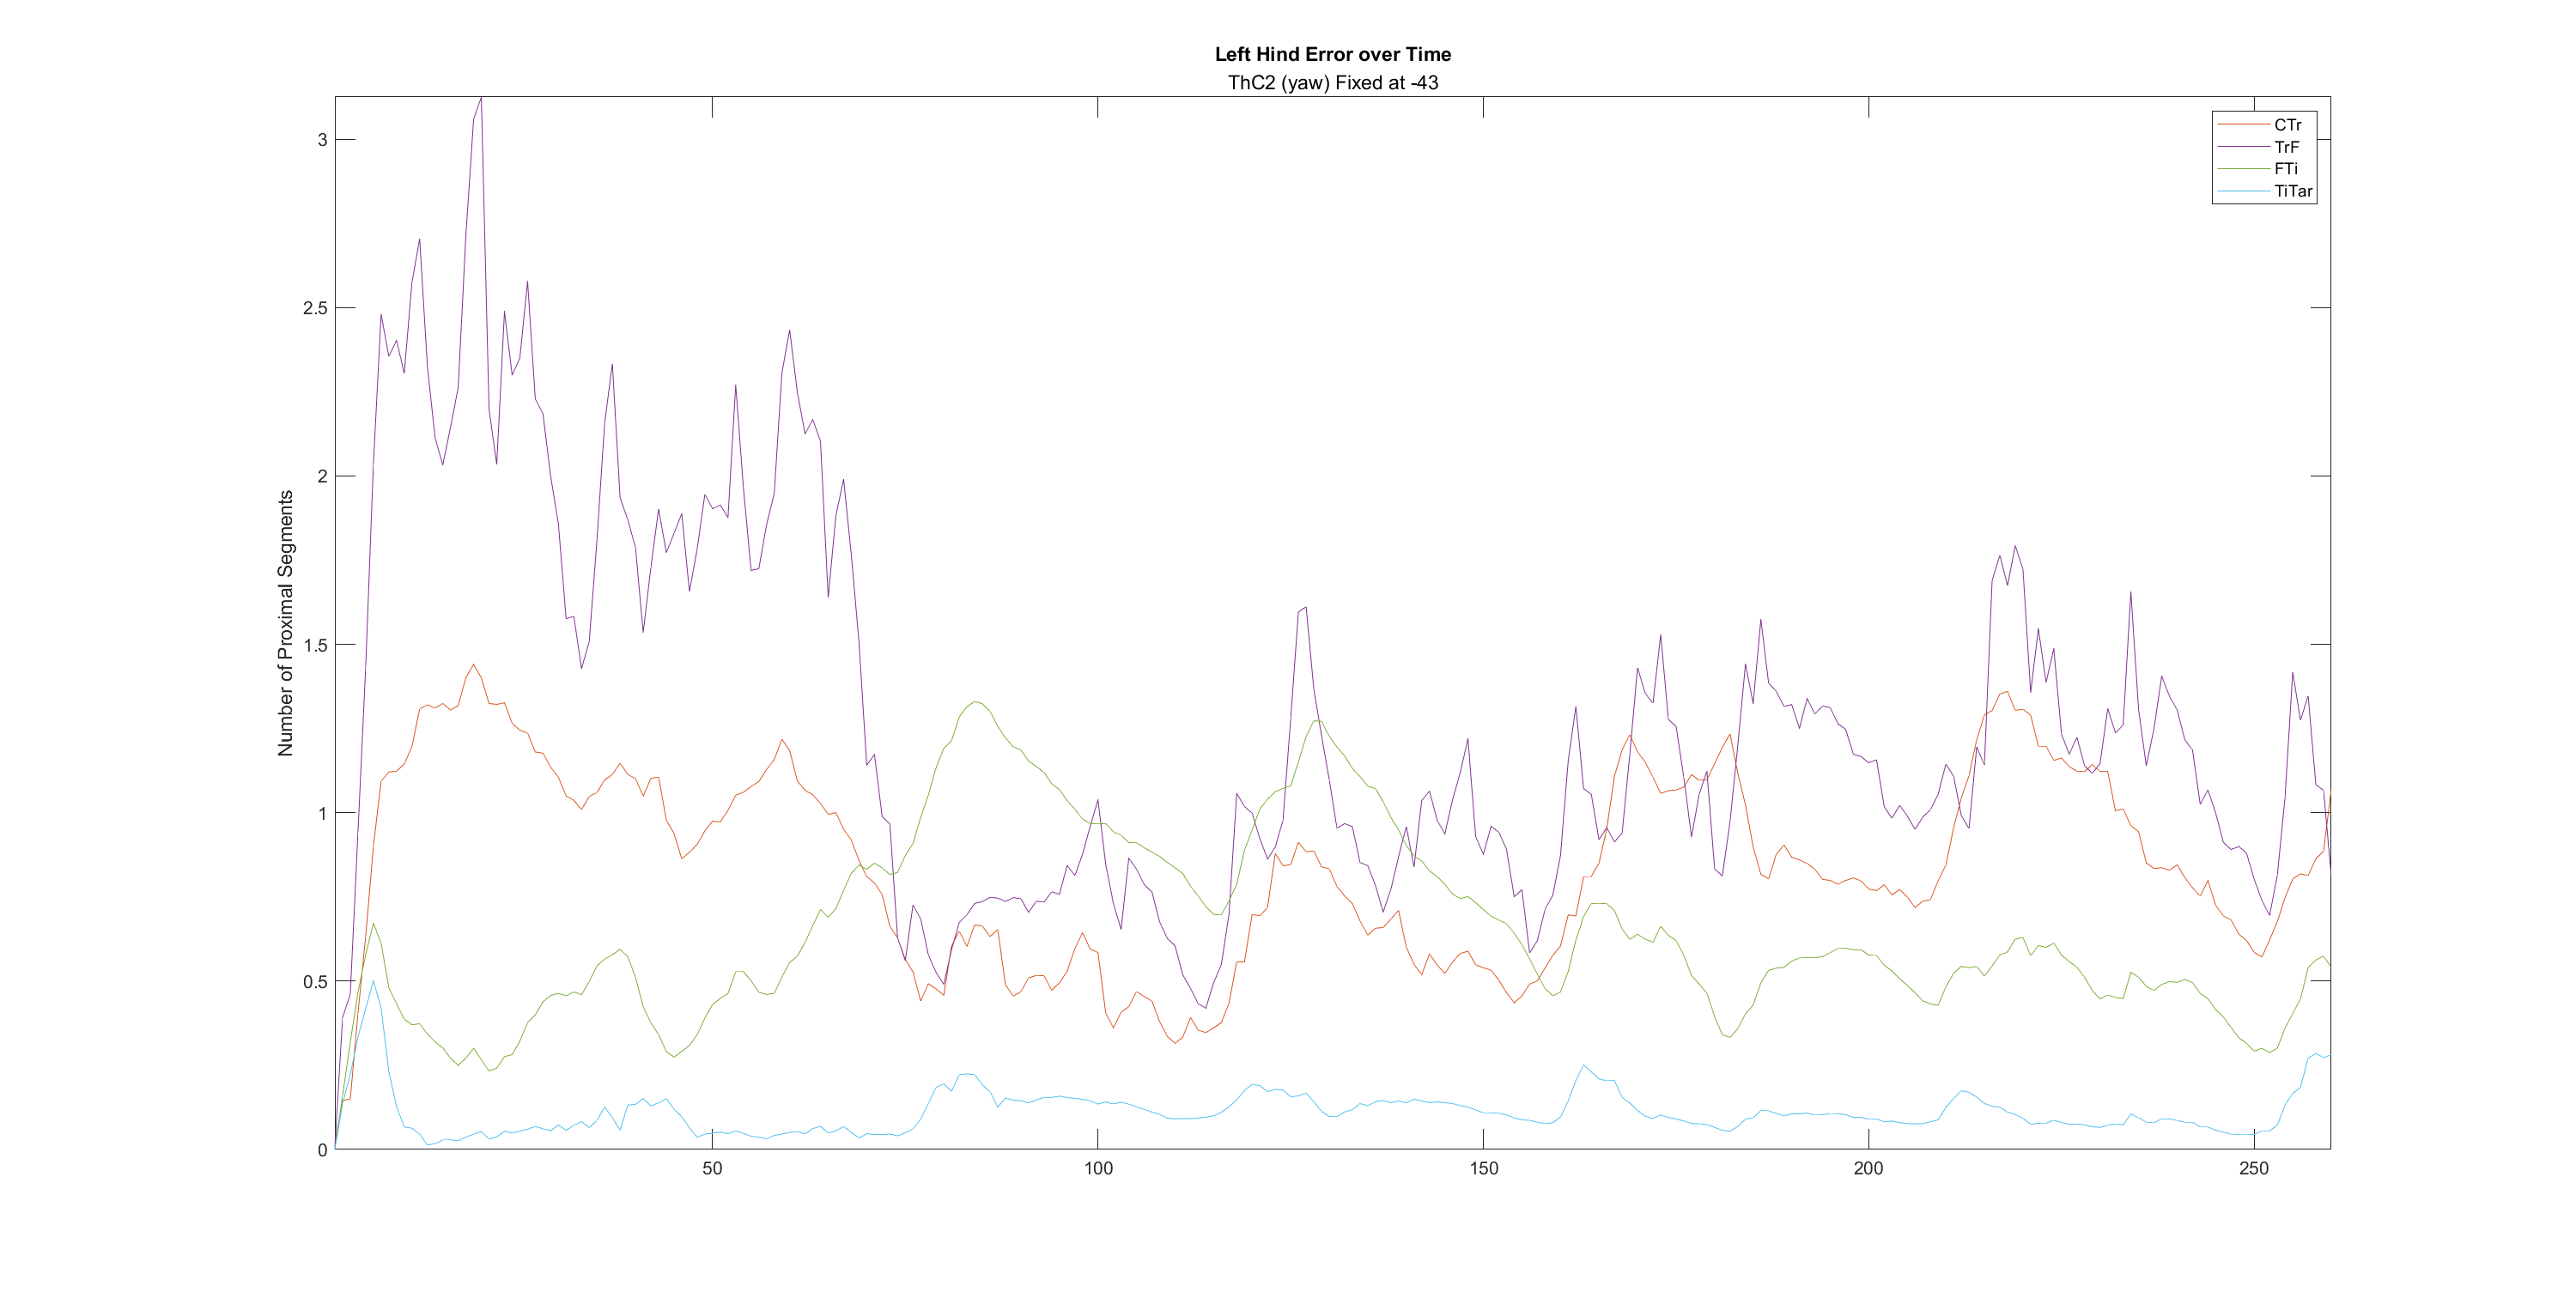 Left Hind Error over Time
ThC2 (yaw) Fixed at -43
CTr
TrF
FTi
TiTar
Number of Proximal Segments
3
2.5
2
1.5
1
0.5
0
50
100
150
200
250